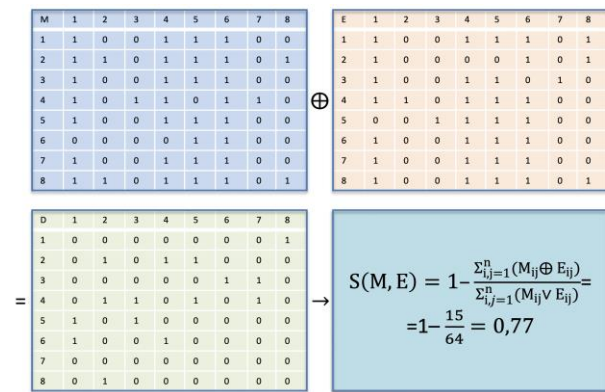 M 1 2 3 4 5 6 7 8
1 1 0 0 1 1 1 0 0
2 1 1 0 1 1 1 0 1
3 1 0 0 1 1 1 0 0
4 1 0 1 1 0 1 1 0
5 1 0 0 1 1 1 0 0
6 0 0 0 0 1 1 0 0
7 1 0 0 1 1 1 0 0
8 1 1 0 1 1 1 0 1
⊕
E 1 2 3 4 5 6 7 8
1 1 0 0 1 1 1 0 1
2 1 0 0 0 0 1 0 1
3 1 0 0 1 1 0 1 0
4 1 1 0 1 1 1 0 0
5 0 0 1 1 1 1 0 0
6 1 0 0 1 1 1 0 0
7 1 0 0 1 1 1 0 0
8 1 0 0 1 1 1 0 1
=
D 1 2 3 4 5 6 7 8
1 0 0 0 0 0 0 0 1
2 0 1 0 1 1 0 0 0
3 0 0 0 0 0 1 1 0
4 0 1 1 0 1 0 1 0
5 1 0 1 0 0 0 0 0
6 1 0 0 1 0 0 0 0
7 0 0 0 0 0 0 0 0
8 0 1 0 0 0 0 0 0
→
S(M, E) = 1- Σⁿi,j=1(Mij⊕ Eij) / Σⁿi,j=1(Mij∨ Eij) =
=1- 15/64 = 0,77